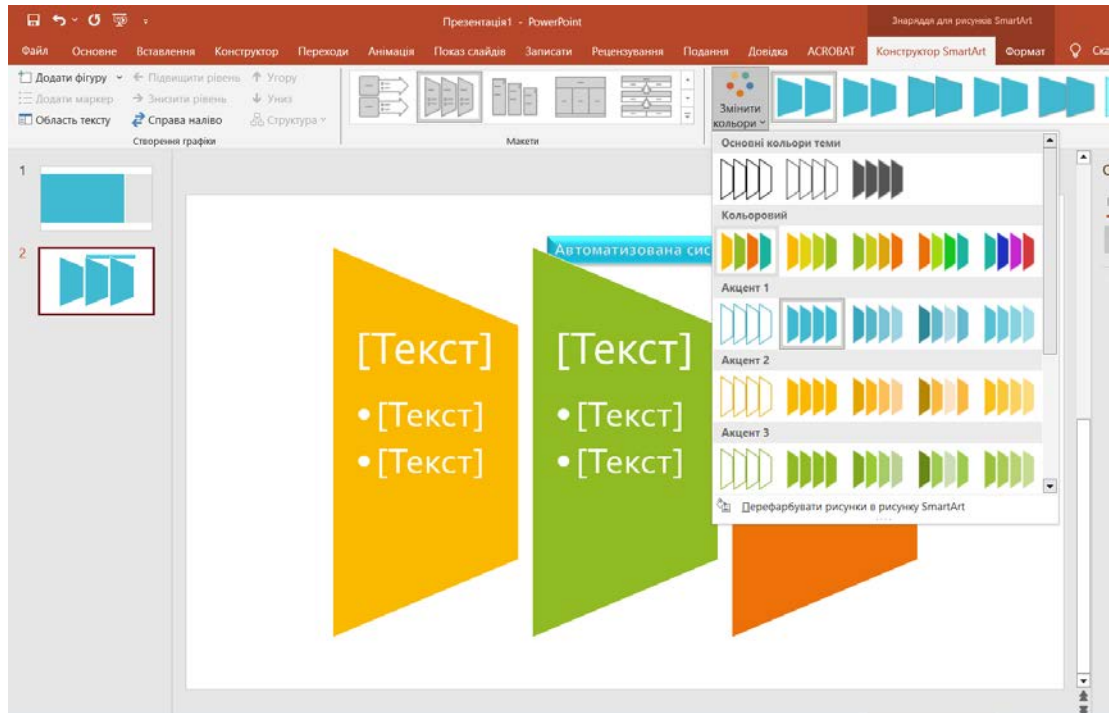 Презентація1 - PowerPoint
Знаряддя для рисунків SmartArt
Файл Основне Вставлення Конструктор Переходи Анімація Показ слайдів Записати Рецензування Подання Довідка ACROBAT Конструктор SmartArt Формат
Додати фігуру Підвищити рівень Угору
Додати маркер Знизити рівень Униз
Область тексту Справа наліво Структура
Створення графіки
Макети
Змінити
кольори
Основні кольори теми
Кольоровий
Акцент 1
Акцент 2
Акцент 3
Перефарбувати рисунки в рисунку SmartArt
1
2
Автоматизована сис
[Текст]
• [Текст]
• [Текст]
[Текст]
• [Текст]
• [Текст]